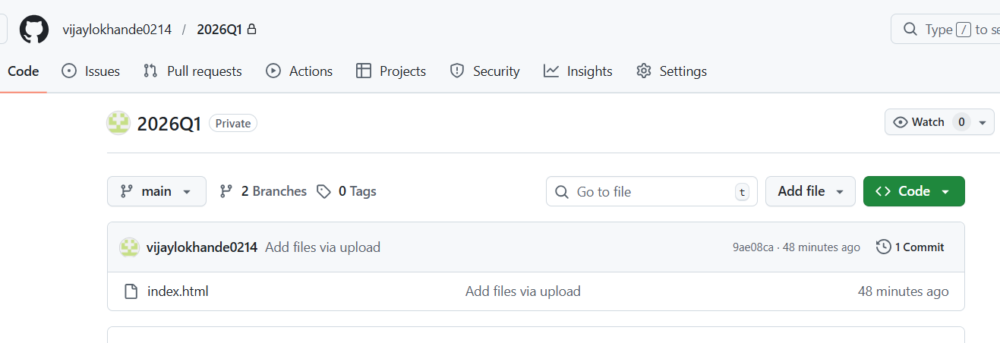 vijaylokhande0214 / 2026Q1
Type / to se
Code Issues Pull requests Actions Projects Security Insights Settings
2026Q1 Private
Watch 0
main 2 Branches 0 Tags
Go to file t
Add file
Code
vijaylokhande0214 Add files via upload 9ae08ca · 48 minutes ago 1 Commit
index.html Add files via upload 48 minutes ago